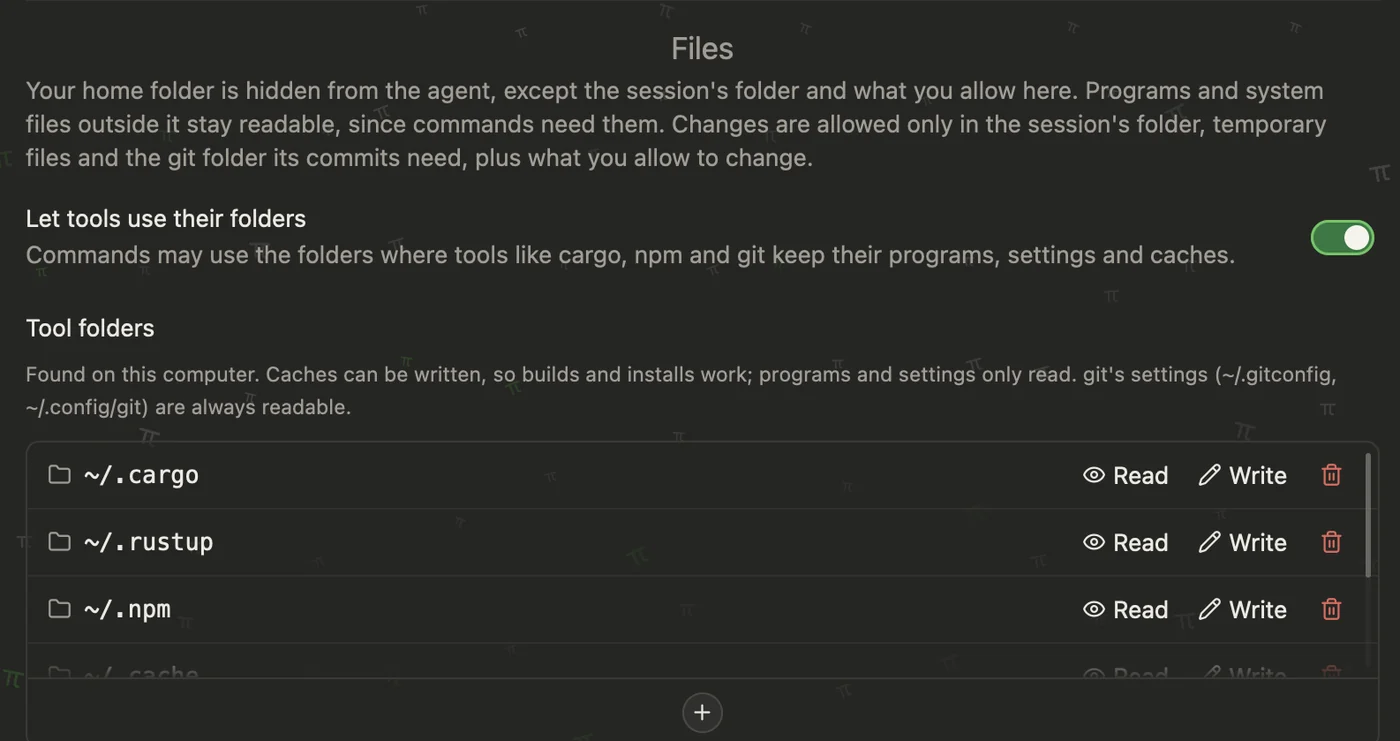 Files
Your home folder is hidden from the agent, except the session's folder and what you allow here. Programs and system
files outside it stay readable, since commands need them. Changes are allowed only in the session's folder, temporary
files and the git folder its commits need, plus what you allow to change.
Let tools use their folders
Commands may use the folders where tools like cargo, npm and git keep their programs, settings and caches.
Tool folders
Found on this computer. Caches can be written, so builds and installs work; programs and settings only read. git's settings (~/.gitconfig,
~/.config/git) are always readable.
~/.cargo Read Write
~/.rustup Read Write
~/.npm Read Write
~/.cache Read Write